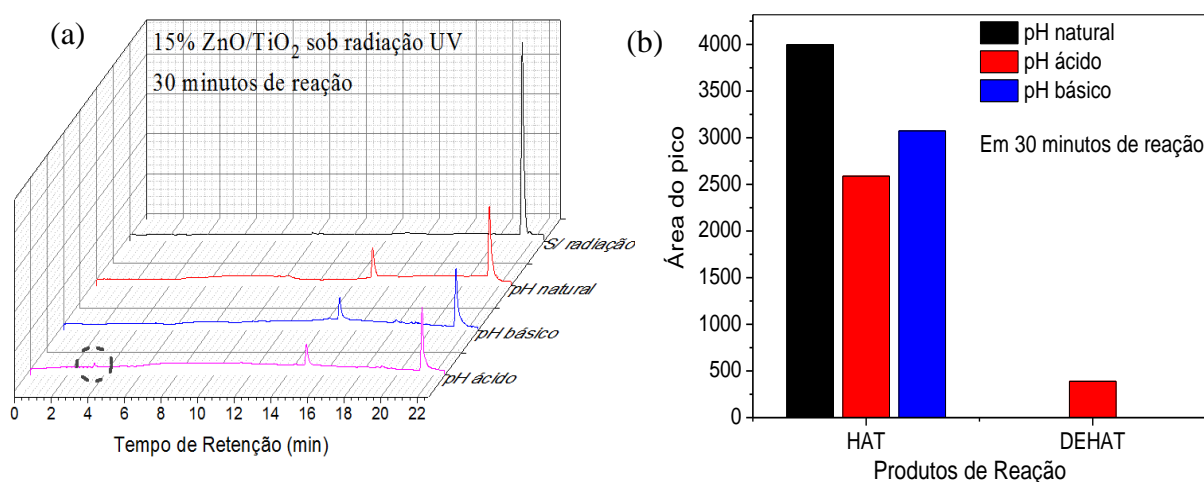 (a)
15% ZnO/TiO₂ sob radiação UV
30 minutos de reação
S/ radiação
pH natural
pH básico
pH ácido
0 2 4 6 8 10 12 14 16 18 20 22
Tempo de Retenção (min)
(b)
4000
3500
3000
2500
2000
1500
1000
500
0
Área do pico
pH natural
pH ácido
pH básico
Em 30 minutos de reação
HAT DEHAT
Produtos de Reação